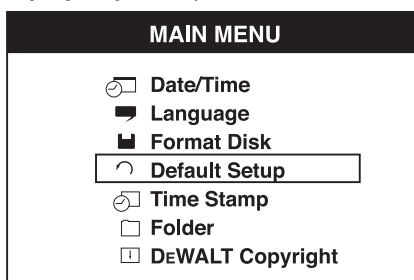 MAIN MENU
Date/Time
Language
Format Disk
Default Setup
Time Stamp
Folder
DEWALT Copyright